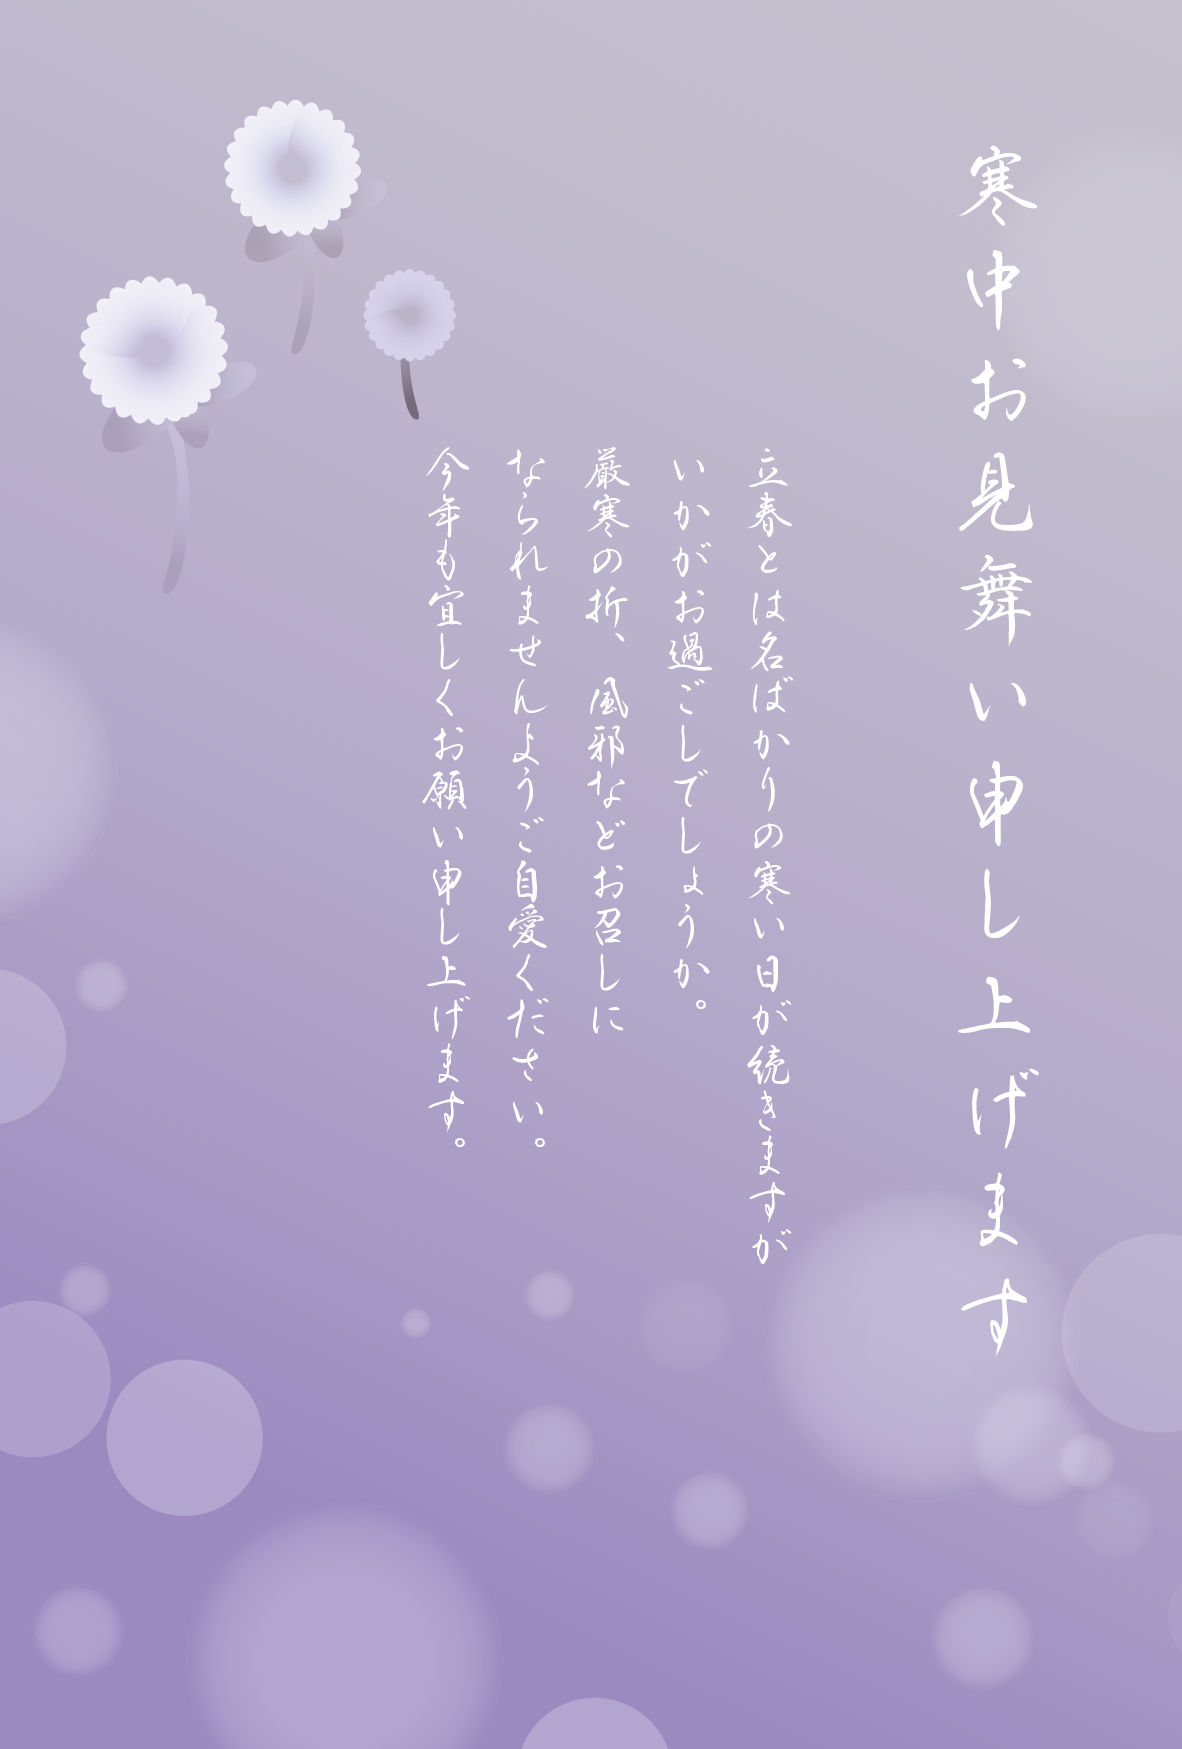 寒中お見舞い申し上げます
立春とは名ばかりの寒い日が続きますが
いかがお過ごしでしょうか。
厳寒の折、風邪などお召しに
なられませんようご自愛ください。
今年も宜しくお願い申し上げます。